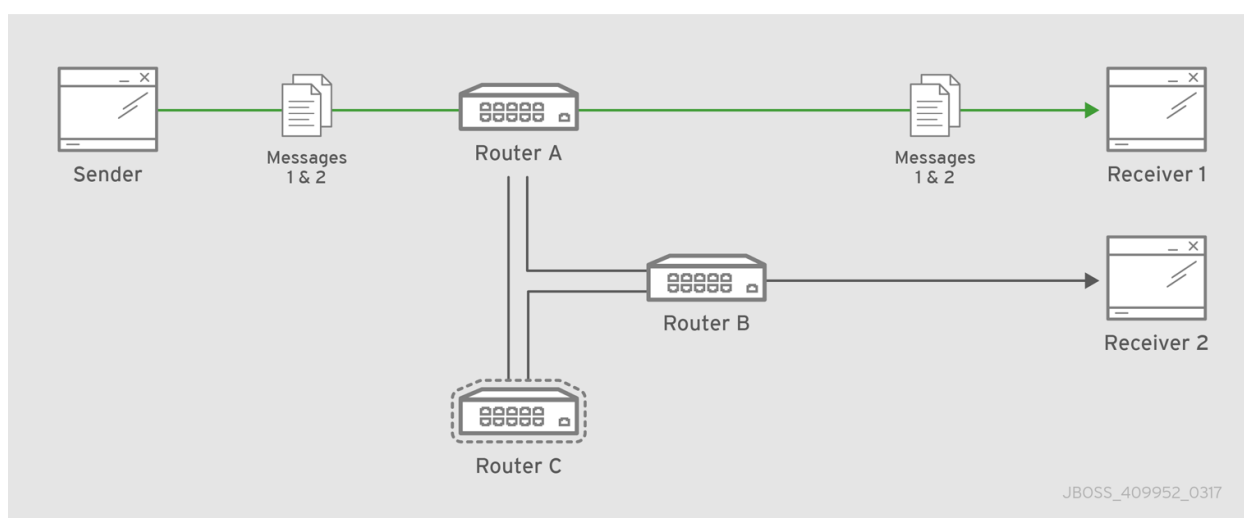 Sender
Messages
1 & 2
Router A
Messages
1 & 2
Receiver 1
Router B
Receiver 2
Router C
JBOSS_409952_0317